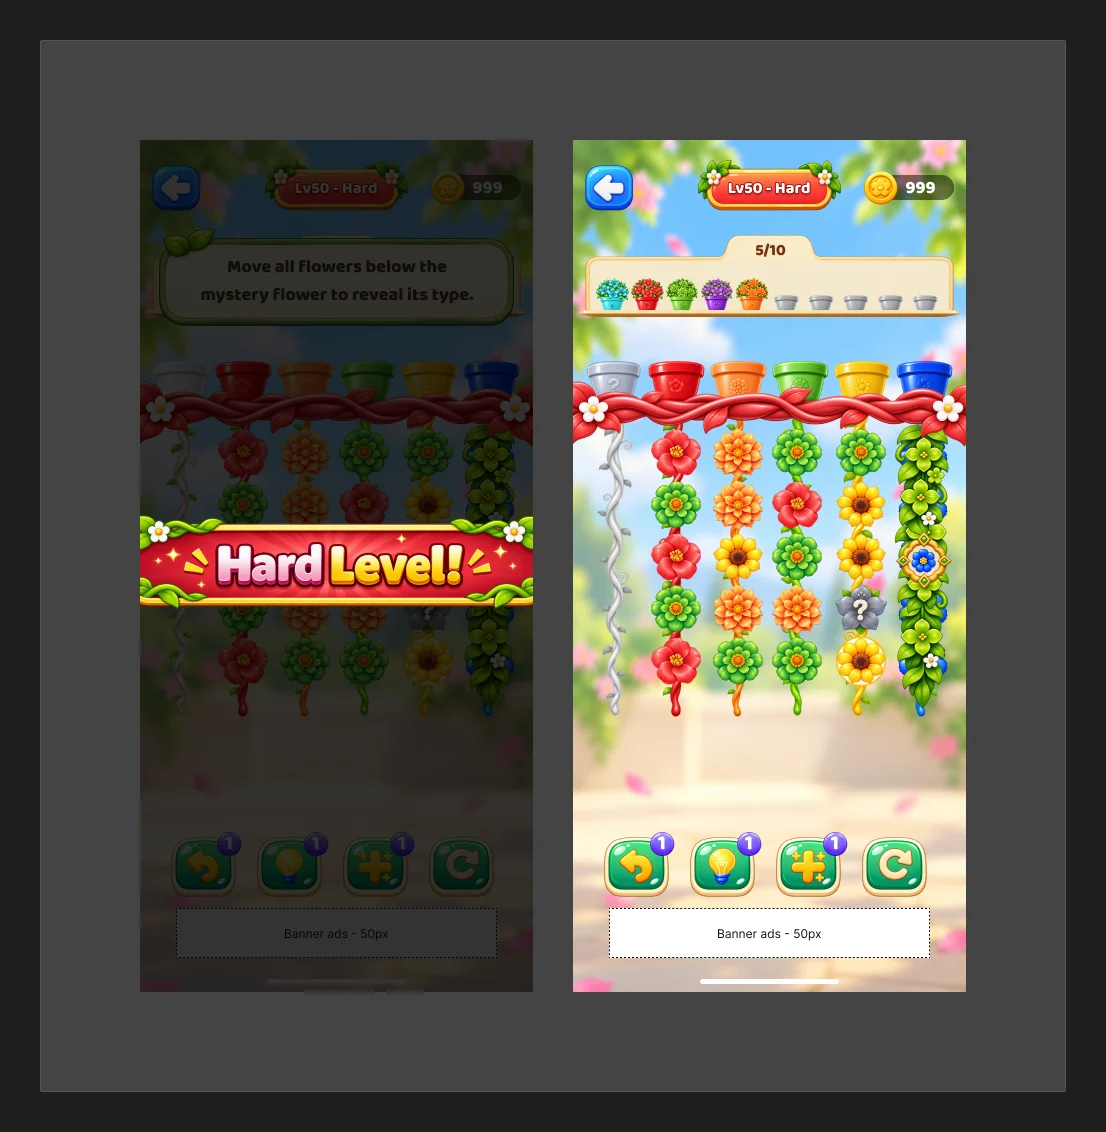 Lv50 - Hard
999
Move all flowers below the
mystery flower to reveal its type.
?
Hard Level!
?
1
1
1
Banner ads - 50px
Lv50 - Hard
999
5/10
?
?
1
1
1
Banner ads - 50px